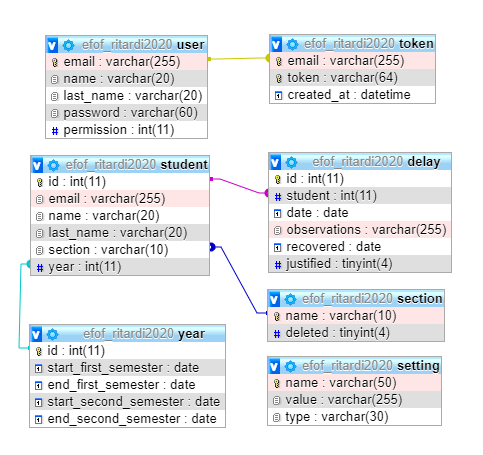 efof_ritardi2020 user
email : varchar(255)
name : varchar(20)
last_name : varchar(20)
password : varchar(60)
permission : int(11)
efof_ritardi2020 token
email : varchar(255)
token : varchar(64)
created_at : datetime
efof_ritardi2020 student
id : int(11)
email : varchar(255)
name : varchar(20)
last_name : varchar(20)
section : varchar(10)
year : int(11)
efof_ritardi2020 delay
id : int(11)
student : int(11)
date : date
observations : varchar(255)
recovered : date
justified : tinyint(4)
efof_ritardi2020 section
name : varchar(10)
deleted : tinyint(4)
efof_ritardi2020 year
id : int(11)
start_first_semester : date
end_first_semester : date
start_second_semester : date
end_second_semester : date
efof_ritardi2020 setting
name : varchar(50)
value : varchar(255)
type : varchar(30)